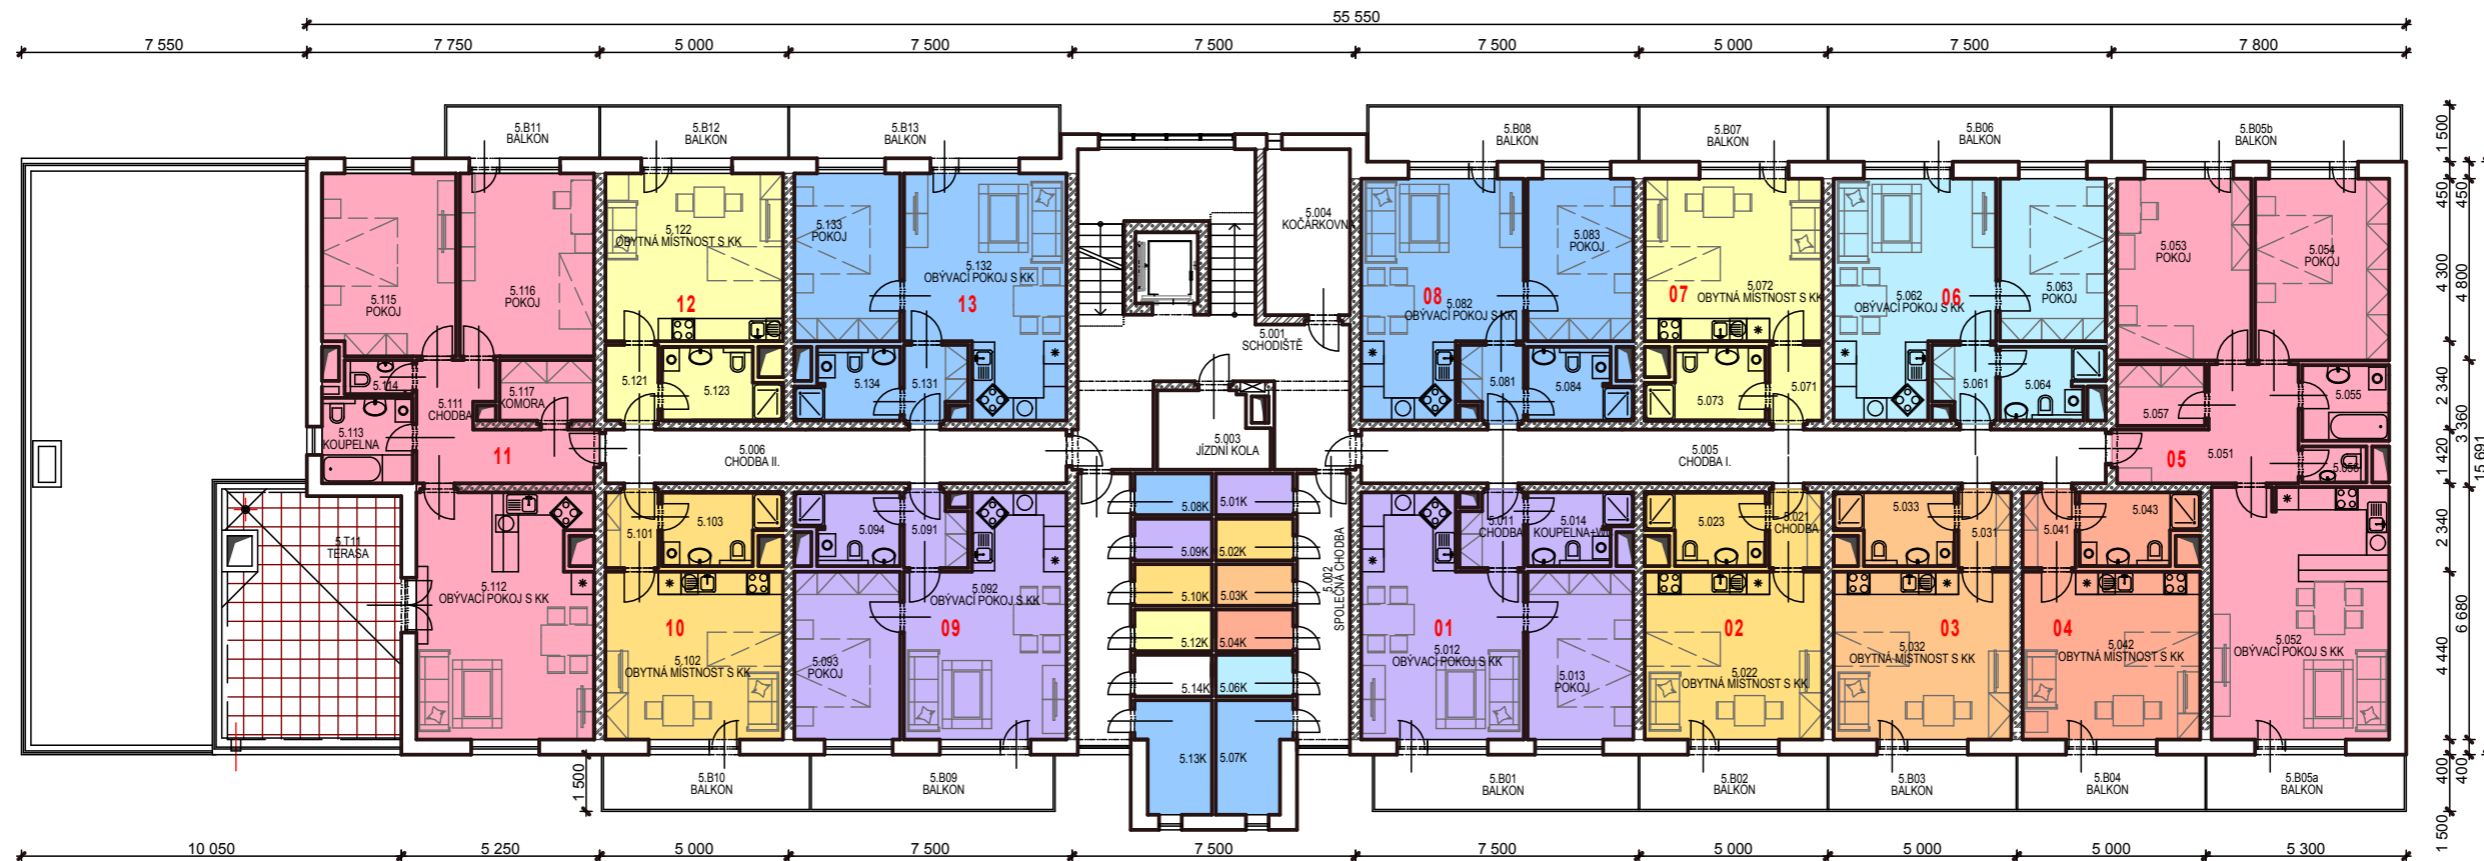 55 550
7 550
7 750
5 000
7 500
7 500
7 500
5 000
7 500
7 800
5.B11
BALKON
5.B12
BALKON
5.B13
BALKON
5.B08
BALKON
5.B07
BALKON
5.B06
BALKON
5.B05b
BALKON
1 500
450
450
4 300
4 800
2 340
3 360
1 420
15 691
2 340
6 680
4 440
400
400
1 500
5.115
POKOJ
5.116
POKOJ
5.122
OBYTNÁ MÍSTNOST S KK
12
5.133
POKOJ
5.132
OBÝVACÍ POKOJ S KK
13
5.004
KOČÁRKOVNA
5.001
SCHODIŠTĚ
08
5.082
OBÝVACÍ POKOJ S KK
5.083
POKOJ
07
5.072
OBYTNÁ MÍSTNOST S KK
5.062
OBÝVACÍ POKOJ S KK
06
5.063
POKOJ
5.053
POKOJ
5.054
POKOJ
5.114
5.111
CHODBA
5.117
KOMORA
5.113
KOUPELNA
11
5.121
5.123
5.134
5.131
5.081
5.084
5.073
5.071
5.061
5.064
5.057
5.055
5.051
05
5.056
5.006
CHODBA II.
5.003
JÍZDNÍ KOLA
5.005
CHODBA I.
5.T11
TERASA
5.112
OBÝVACÍ POKOJ S KK
5.101
5.103
5.094
5.091
10
5.102
OBYTNÁ MÍSTNOST S KK
5.093
POKOJ
5.092
OBÝVACÍ POKOJ S KK
09
5.08K
5.01K
5.09K
5.02K
5.10K
5.03K
5.12K
5.04K
5.14K
5.06K
5.13K
5.07K
5.002
SPOLEČNÁ CHODBA
5.011
CHODBA
5.014
KOUPELNA+WC
01
5.012
OBÝVACÍ POKOJ S KK
5.013
POKOJ
5.023
5.021
CHODBA
02
5.022
OBYTNÁ MÍSTNOST S KK
5.033
5.031
03
5.032
OBYTNÁ MÍSTNOST S KK
5.041
5.043
04
5.042
OBYTNÁ MÍSTNOST S KK
5.052
OBÝVACÍ POKOJ S KK
1 500
5.B10
BALKON
5.B09
BALKON
5.B01
BALKON
5.B02
BALKON
5.B03
BALKON
5.B04
BALKON
5.B05a
BALKON
10 050
5 250
5 000
7 500
7 500
7 500
5 000
5 000
5 000
5 300